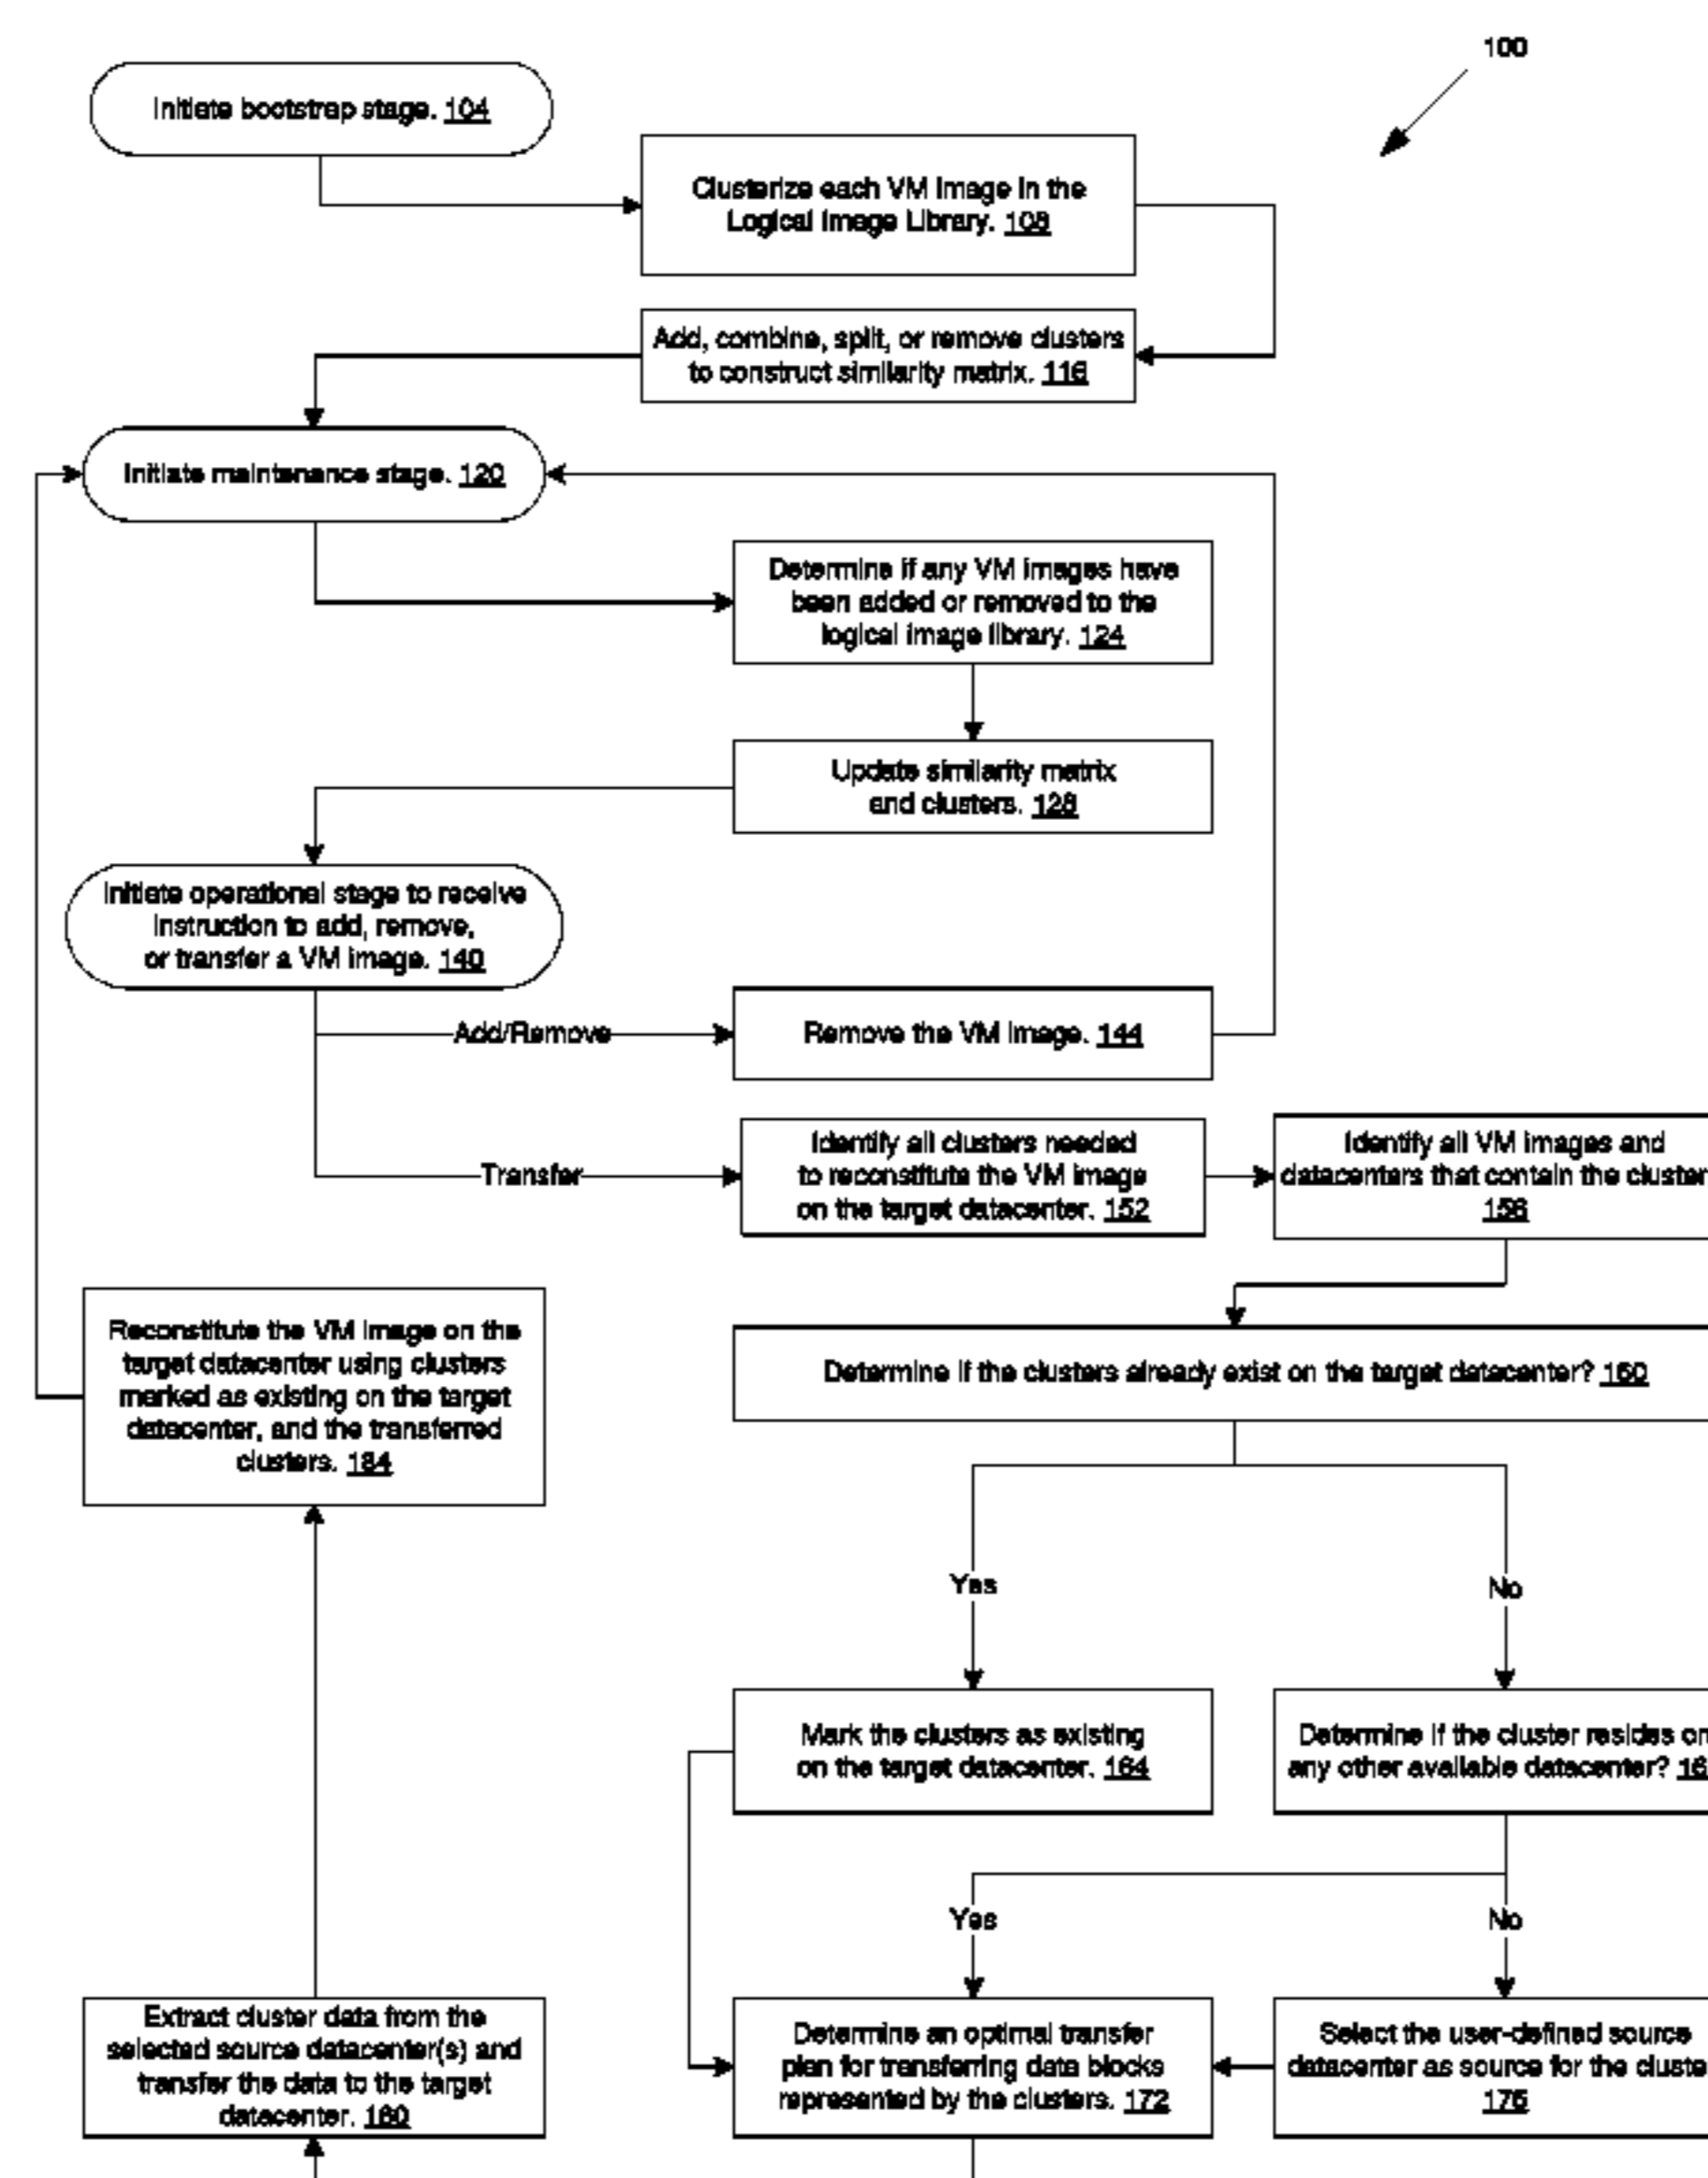 100
Initiate bootstrap stage. 104
Clusterize each VM image in the
Logical Image Library. 108
Add, combine, split, or remove clusters
to construct similarity matrix. 116
Initiate maintenance stage. 120
Determine if any VM images have
been added or removed to the
logical image library. 124
Update similarity matrix
and clusters. 128
Initiate operational stage to receive
instruction to add, remove,
or transfer a VM image. 140
Add/Remove
Remove the VM image. 144
Transfer
Identify all clusters needed
to reconstitute the VM image
on the target datacenter. 152
Identify all VM images and
datacenters that contain the cluster
156
Reconstitute the VM image on the
target datacenter using clusters
marked as existing on the target
datacenter, and the transferred
clusters. 184
Determine if the clusters already exist on the target datacenter? 160
Yes
No
Mark the clusters as existing
on the target datacenter. 164
Determine if the cluster resides on
any other available datacenter? 16
Yes
No
Extract cluster data from the
selected source datacenter(s) and
transfer the data to the target
datacenter. 180
Determine an optimal transfer
plan for transferring data blocks
represented by the clusters. 172
Select the user-defined source
datacenter as source for the cluste
176